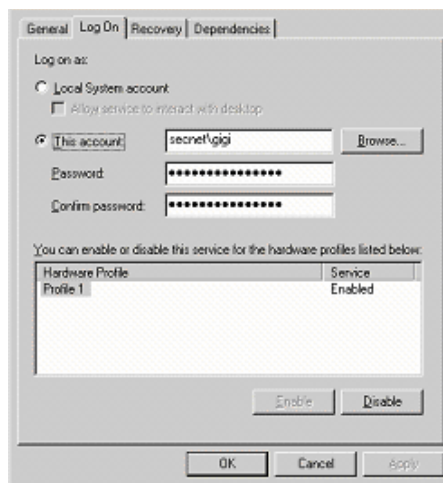 General Log On Recovery Dependencies
Log on as:
Local System account
Allow service to interact with desktop
This account: secnet\gigi Browse...
Password: •••••••••••••••
Confirm password: •••••••••••••••
You can enable or disable this service for the hardware profiles listed below:
Hardware Profile Service
Profile 1 Enabled
Enable Disable
OK Cancel Apply